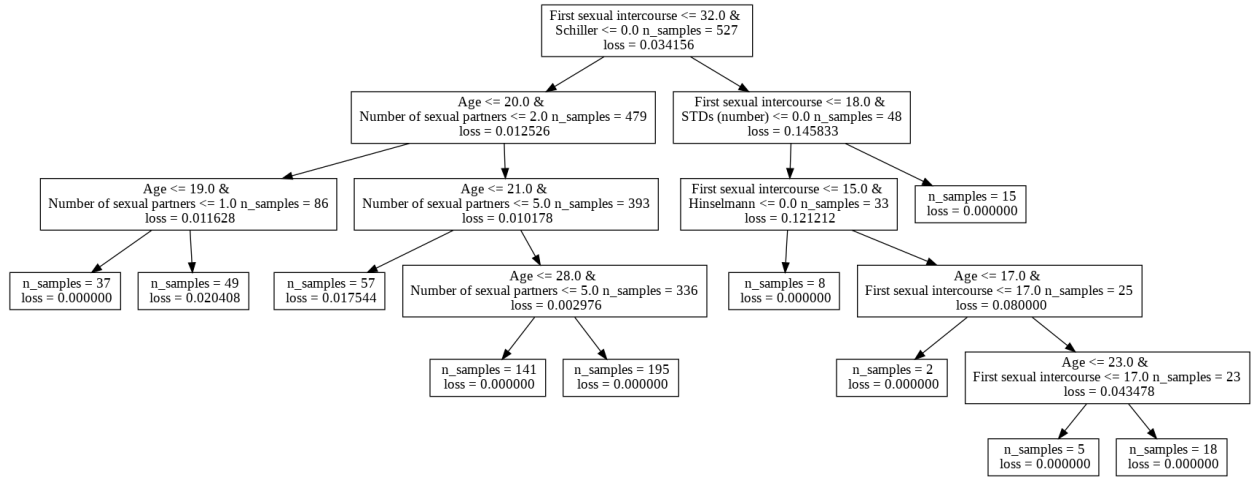 First sexual intercourse <= 32.0 &
Schiller <= 0.0 n_samples = 527
loss = 0.034156
Age <= 20.0 &
Number of sexual partners <= 2.0 n_samples = 479
loss = 0.012526
First sexual intercourse <= 18.0 &
STDs (number) <= 0.0 n_samples = 48
loss = 0.145833
Age <= 19.0 &
Number of sexual partners <= 1.0 n_samples = 86
loss = 0.011628
Age <= 21.0 &
Number of sexual partners <= 5.0 n_samples = 393
loss = 0.010178
First sexual intercourse <= 15.0 &
Hinselmann <= 0.0 n_samples = 33
loss = 0.121212
n_samples = 15
loss = 0.000000
n_samples = 37
loss = 0.000000
n_samples = 49
loss = 0.020408
n_samples = 57
loss = 0.017544
Age <= 28.0 &
Number of sexual partners <= 5.0 n_samples = 336
loss = 0.002976
n_samples = 8
loss = 0.000000
Age <= 17.0 &
First sexual intercourse <= 17.0 n_samples = 25
loss = 0.080000
n_samples = 141
loss = 0.000000
n_samples = 195
loss = 0.000000
n_samples = 2
loss = 0.000000
Age <= 23.0 &
First sexual intercourse <= 17.0 n_samples = 23
loss = 0.043478
n_samples = 5
loss = 0.000000
n_samples = 18
loss = 0.000000